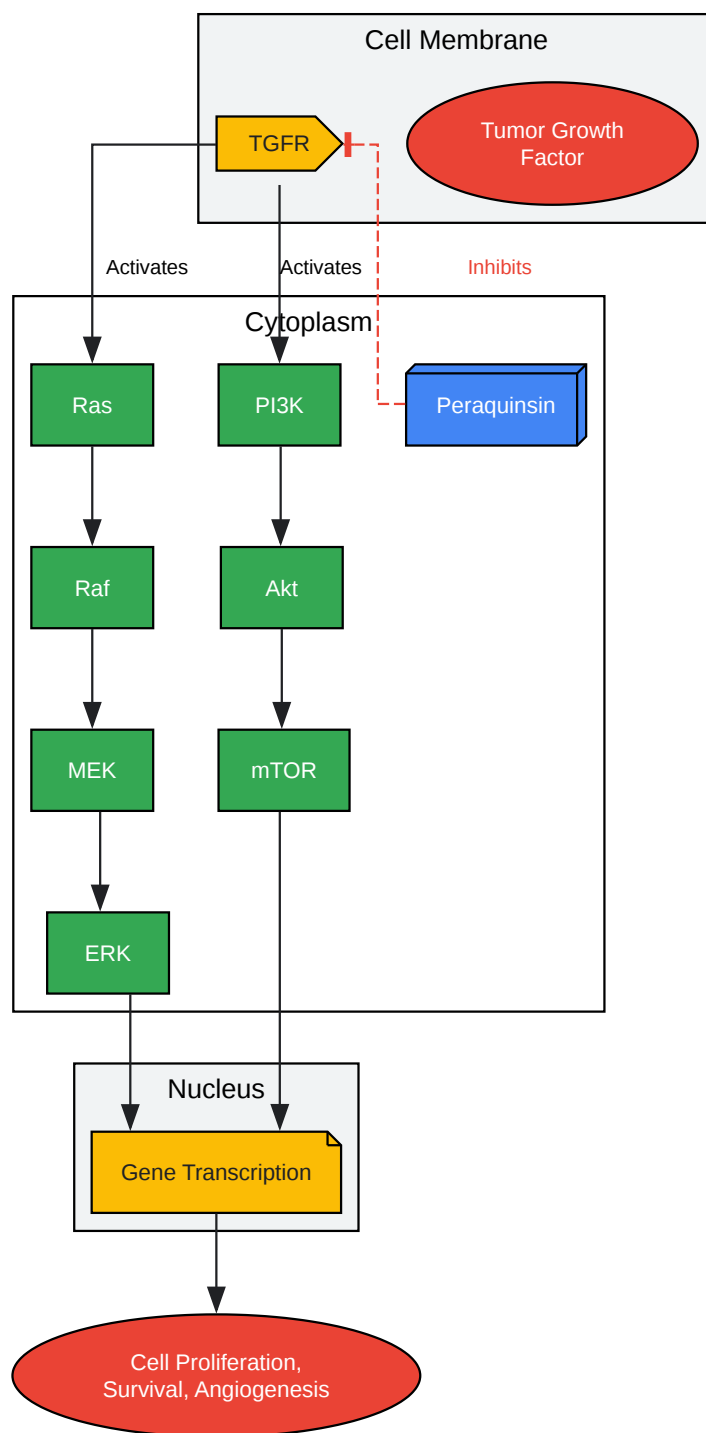 Cell Membrane
TGFR
Tumor Growth
Factor
Activates
Activates
Inhibits
Cytoplasm
Ras
PI3K
Peraquinsin
Raf
Akt
MEK
mTOR
ERK
Nucleus
Gene Transcription
Cell Proliferation,
Survival, Angiogenesis